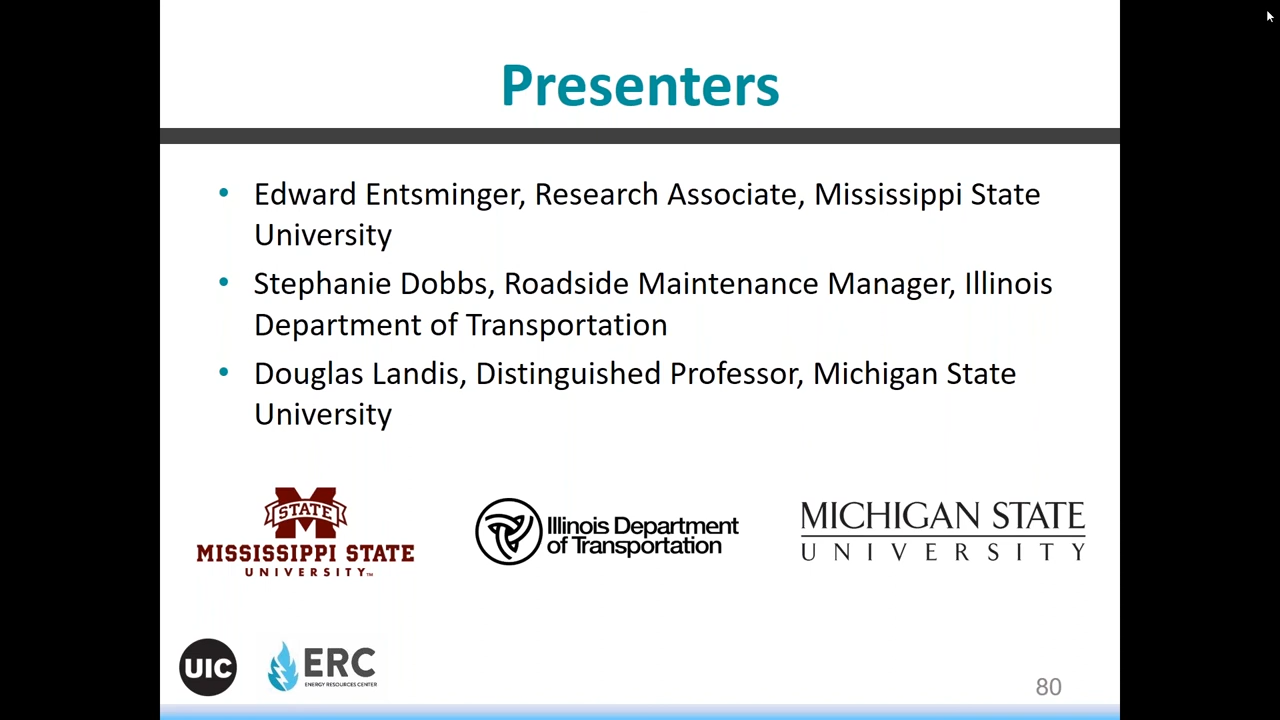 Presenters
• Edward Entsminger, Research Associate, Mississippi State
University
• Stephanie Dobbs, Roadside Maintenance Manager, Illinois
Department of Transportation
• Douglas Landis, Distinguished Professor, Michigan State
University
STATE
MISSISSIPPI STATE
UNIVERSITY™
Illinois Department
of Transportation
MICHIGAN STATE
UNIVERSITY
UIC
ERC
ENERGY RESOURCES CENTER
80